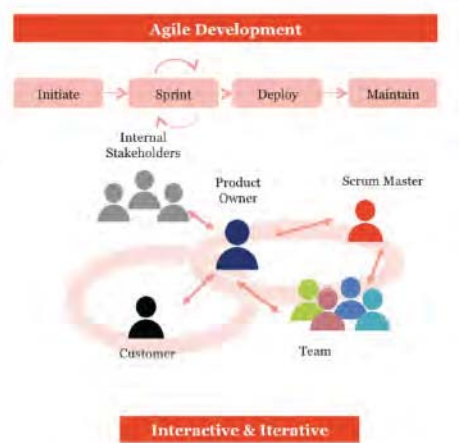 Agile Development
Initiate
Sprint
Deploy
Maintain
Internal
Stakeholders
Product
Owner
Scrum Master
Customer
Team
Interactive & Iterative